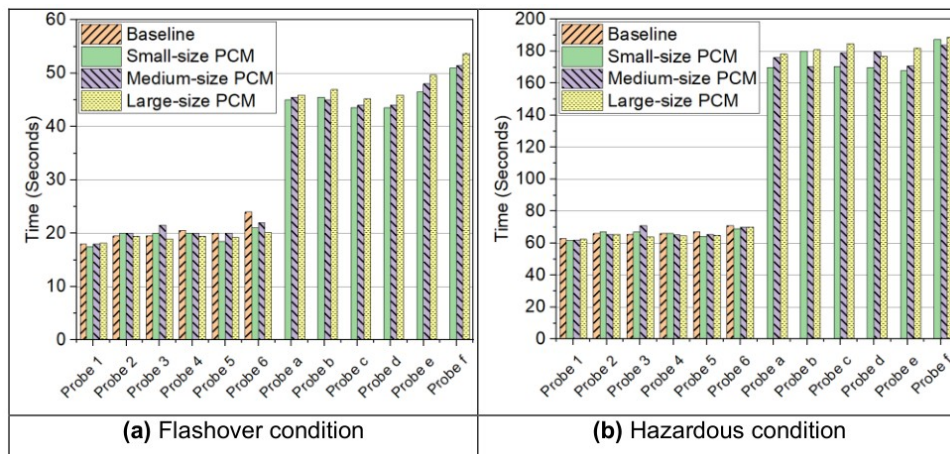 60
50
40
30
20
10
0
Time (Seconds)
Baseline
Small-size PCM
Medium-size PCM
Large-size PCM
Probe 1
Probe 2
Probe 3
Probe 4
Probe 5
Probe 6
Probe a
Probe b
Probe c
Probe d
Probe e
Probe f
(a) Flashover condition
200
180
160
140
120
100
80
60
40
20
0
Time (Seconds)
Baseline
Small-size PCM
Medium-size PCM
Large-size PCM
Probe 1
Probe 2
Probe 3
Probe 4
Probe 5
Probe 6
Probe a
Probe b
Probe c
Probe d
Probe e
Probe f
(b) Hazardous condition